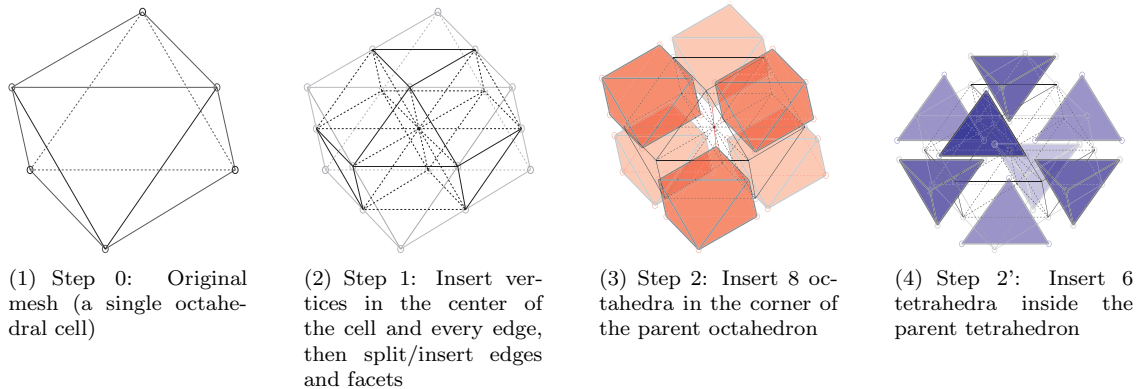 (1) Step 0: Original
mesh (a single octahe-
dral cell)
(2) Step 1: Insert ver-
tices in the center of
the cell and every edge,
then split/insert edges
and facets
(3) Step 2: Insert 8 oc-
tahedra in the corner of
the parent octahedron
(4) Step 2': Insert 6
tetrahedra inside the
parent tetrahedron